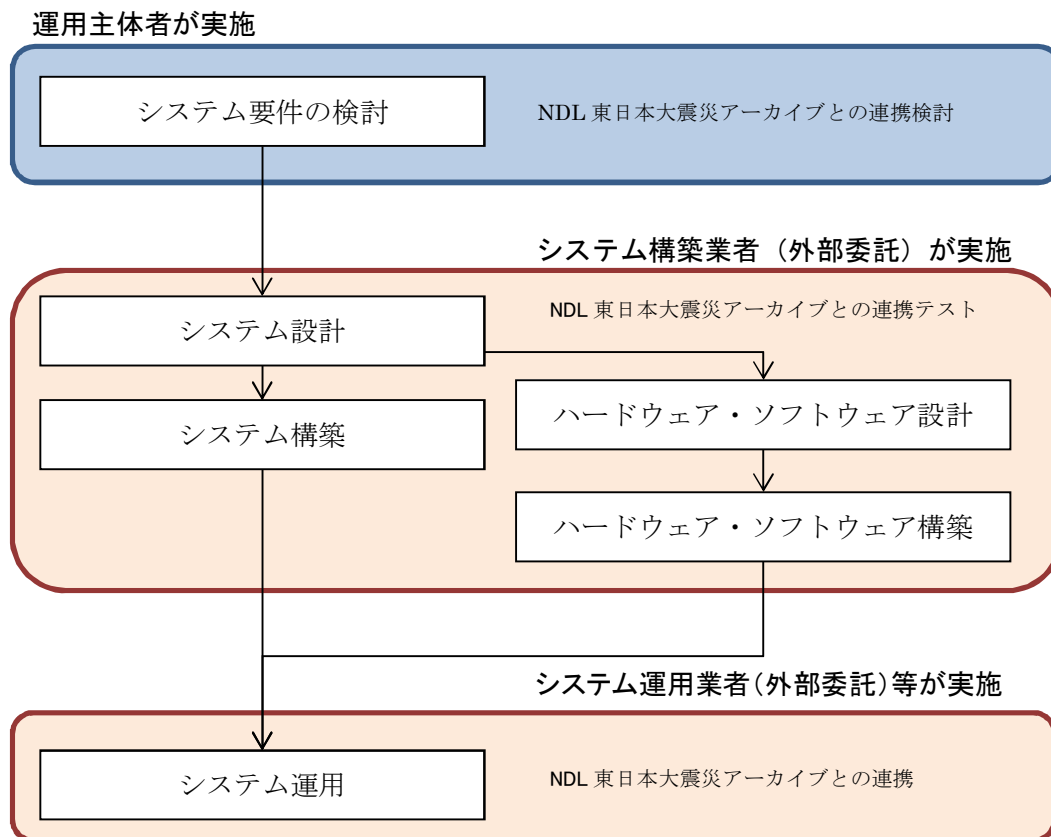 運用主体者が実施
システム要件の検討
NDL 東日本大震災アーカイブとの連携検討
システム構築業者（外部委託）が実施
システム設計
NDL 東日本大震災アーカイブとの連携テスト
ハードウェア・ソフトウェア設計
システム構築
ハードウェア・ソフトウェア構築
システム運用業者（外部委託）等が実施
システム運用
NDL 東日本大震災アーカイブとの連携